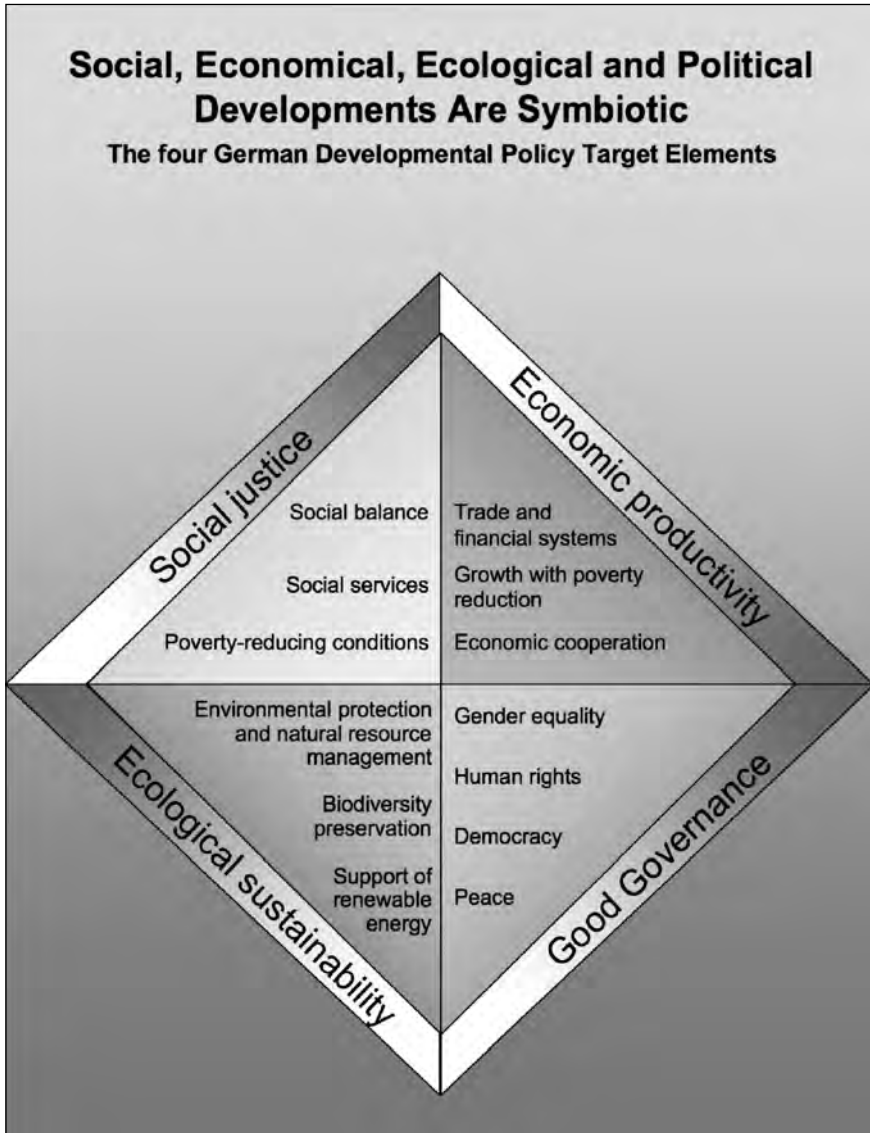 Social, Economical, Ecological and Political
Developments Are Symbiotic
The four German Developmental Policy Target Elements
Social justice
Economic productivity
Social balance
Social services
Poverty-reducing conditions
Trade and
financial systems
Growth with poverty
reduction
Economic cooperation
Environmental protection
and natural resource
management
Biodiversity
preservation
Support of
renewable
energy
Gender equality
Human rights
Democracy
Peace
Ecological sustainability
Good Governance